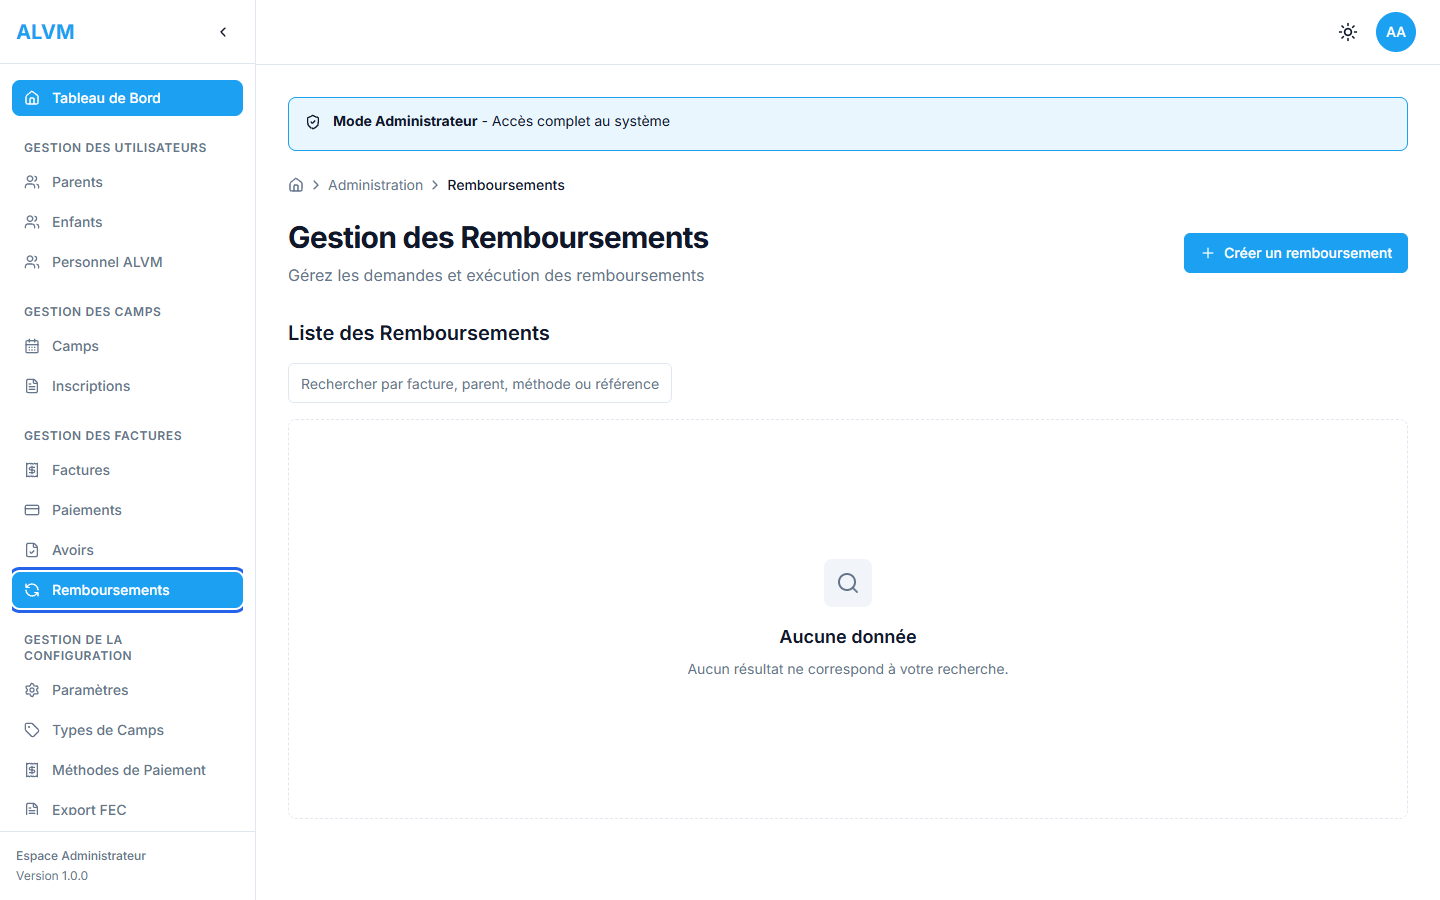 ALVM
AA
Tableau de Bord
GESTION DES UTILISATEURS
Parents
Enfants
Personnel ALVM
GESTION DES CAMPS
Camps
Inscriptions
GESTION DES FACTURES
Factures
Paiements
Avoirs
Remboursements
GESTION DE LA
CONFIGURATION
Paramètres
Types de Camps
Méthodes de Paiement
Export FEC
Espace Administrateur
Version 1.0.0
Mode Administrateur - Accès complet au système
Administration
Remboursements
Gestion des Remboursements
Gérez les demandes et exécution des remboursements
Créer un remboursement
Liste des Remboursements
Rechercher par facture, parent, méthode ou référence
Aucune donnée
Aucun résultat ne correspond à votre recherche.